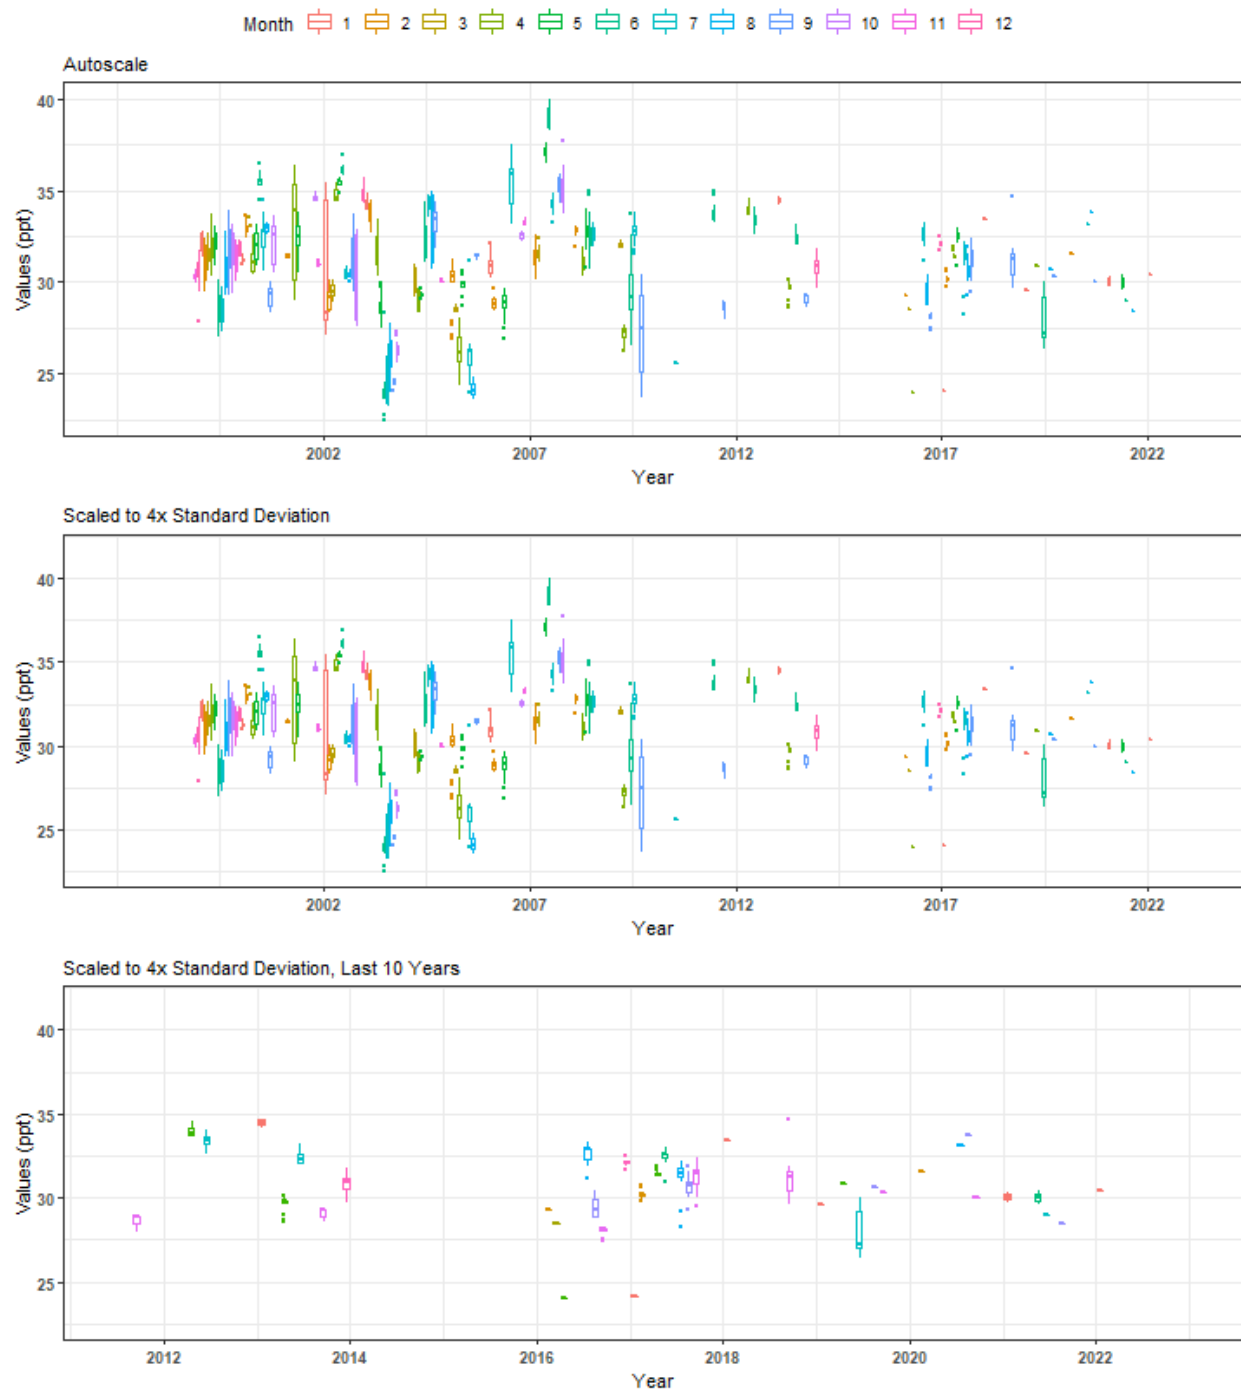 Month 1 2 3 4 5 6 7 8 9 10 11 12
Autoscale
40
35
30
25
Values (ppt)
2002 2007 2012 2017 2022
Year
Scaled to 4x Standard Deviation
40
35
30
25
Values (ppt)
2002 2007 2012 2017 2022
Year
Scaled to 4x Standard Deviation, Last 10 Years
40
35
30
25
Values (ppt)
2012 2014 2016 2018 2020 2022
Year